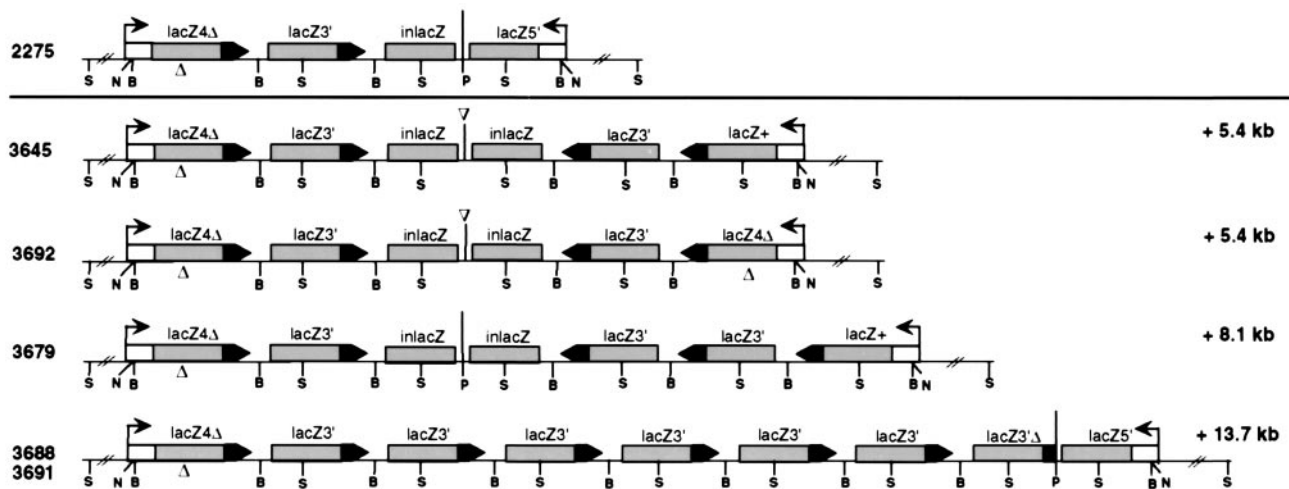 lacZ4Δ lacZ3' inlacZ lacZ5'
2275
S N B Δ B S B S P S B N S
∇
lacZ4Δ lacZ3' inlacZ inlacZ lacZ3' lacZ+ + 5.4 kb
3645
S N B Δ B S B S S B S B S B N S
∇
lacZ4Δ lacZ3' inlacZ inlacZ lacZ3' lacZ4Δ + 5.4 kb
3692
S N B Δ B S B S S B S B Δ B N S
lacZ4Δ lacZ3' inlacZ inlacZ lacZ3' lacZ3' lacZ+ + 8.1 kb
3679
S N B Δ B S B S P S B S B S B N S
lacZ4Δ lacZ3' lacZ3' lacZ3' lacZ3' lacZ3' lacZ3' lacZ3'Δ lacZ5' + 13.7 kb
3688
3691
S N B Δ B S B S B S B S B S B S B S P S B N S